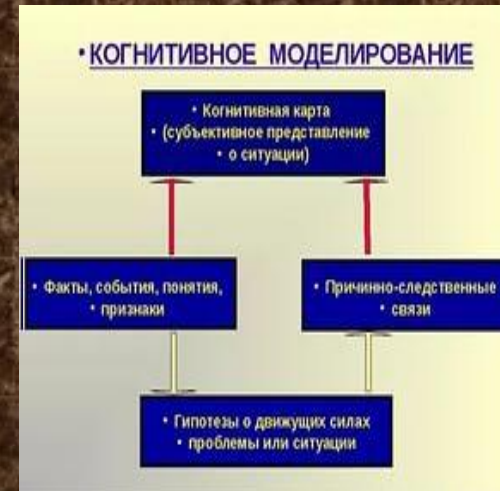 • КОГНИТИВНОЕ МОДЕЛИРОВАНИЕ
• Когнитивная карта
• (субъективное представление
• о ситуации)
• Факты, события, понятия,
• признаки
• Причинно-следственные
• связи
• Гипотезы о движущих силах
• проблемы или ситуации